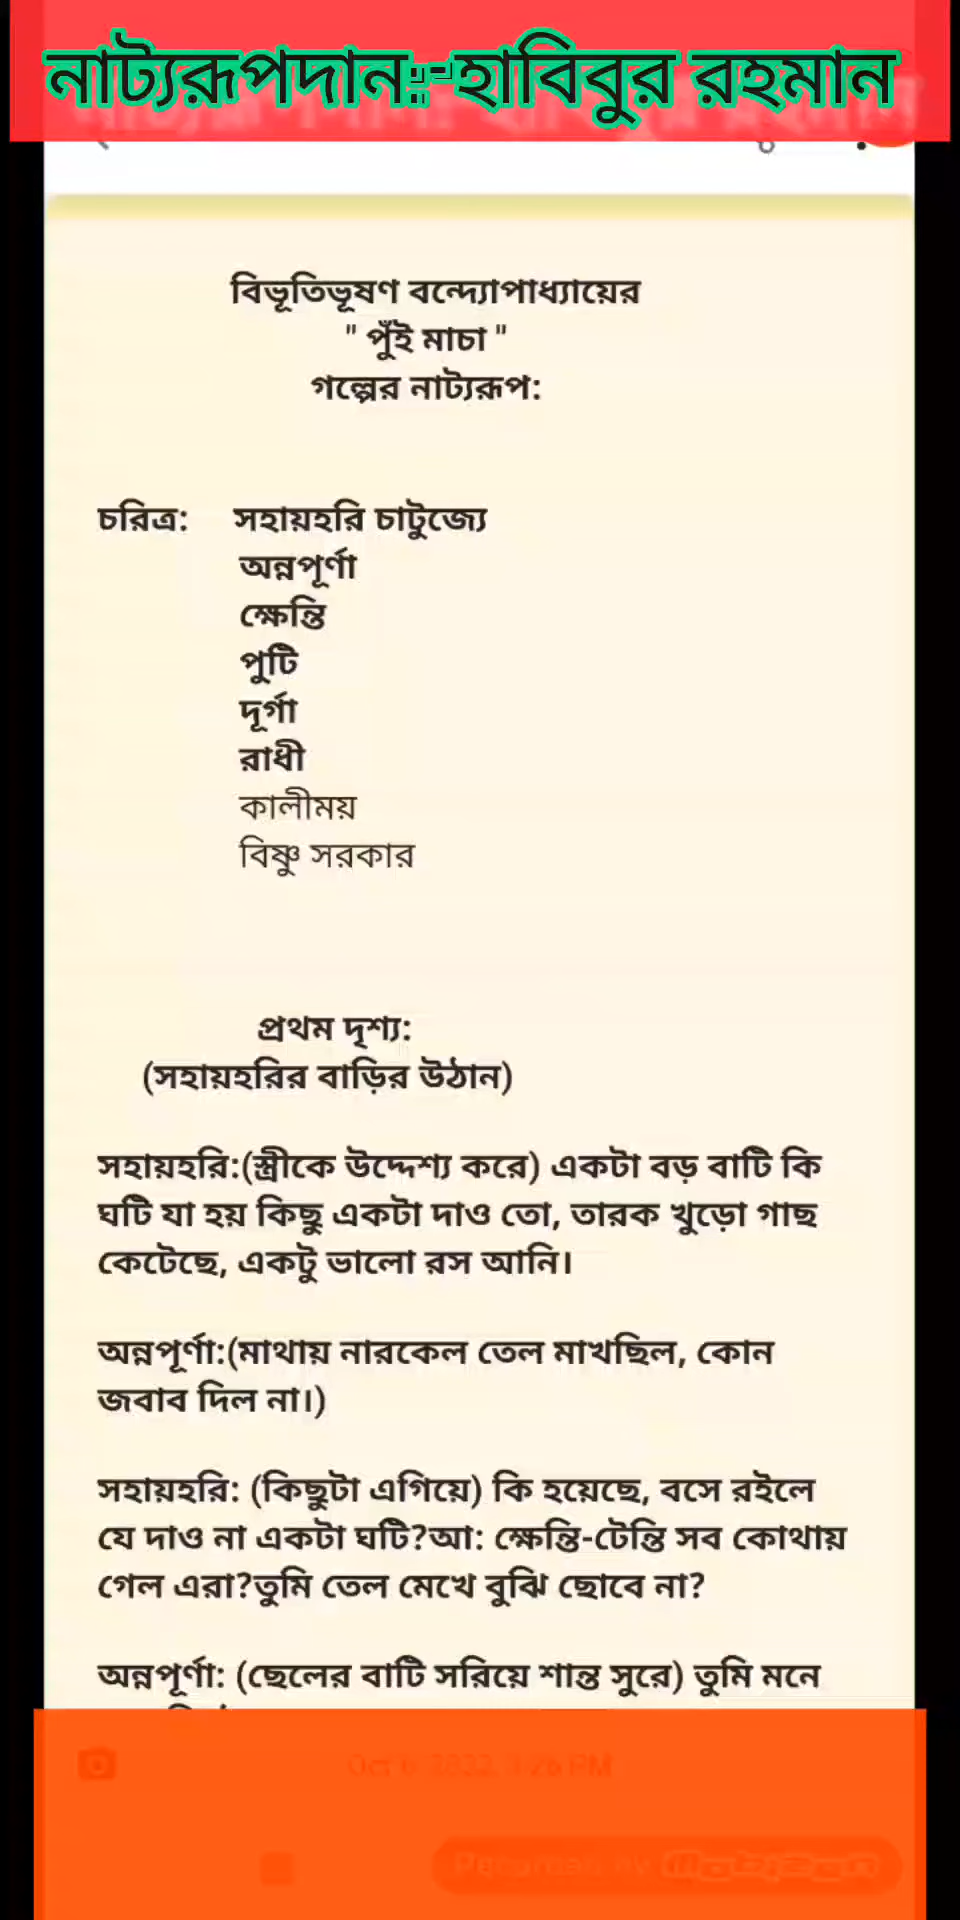 নাট্যরূপদান:-হাবিবুর রহমান
বিভূতিভূষণ বন্দ্যোপাধ্যায়ের
" পুঁই মাচা "
গল্পের নাট্যরূপ:
চরিত্র: সহায়হরি চাটুজ্যে
অন্নপূর্ণা
ক্ষেন্তি
পুটি
দূর্গা
রাধী
কালীময়
বিষ্ণু সরকার
প্রথম দৃশ্য:
(সহায়হরির বাড়ির উঠান)
সহায়হরি:(স্ত্রীকে উদ্দেশ্য করে) একটা বড় বাটি কি
ঘটি যা হয় কিছু একটা দাও তো, তারক খুড়ো গাছ
কেটেছে, একটু ভালো রস আনি।
অন্নপূর্ণা:(মাথায় নারকেল তেল মাখছিল, কোন
জবাব দিল না।)
সহায়হরি: (কিছুটা এগিয়ে) কি হয়েছে, বসে রইলে
যে দাও না একটা ঘটি?আ: ক্ষেন্তি-টেন্তি সব কোথায়
গেল এরা?তুমি তেল মেখে বুঝি ছোবে না?
অন্নপূর্ণা: (ছেলের বাটি সরিয়ে শান্ত সুরে) তুমি মনে